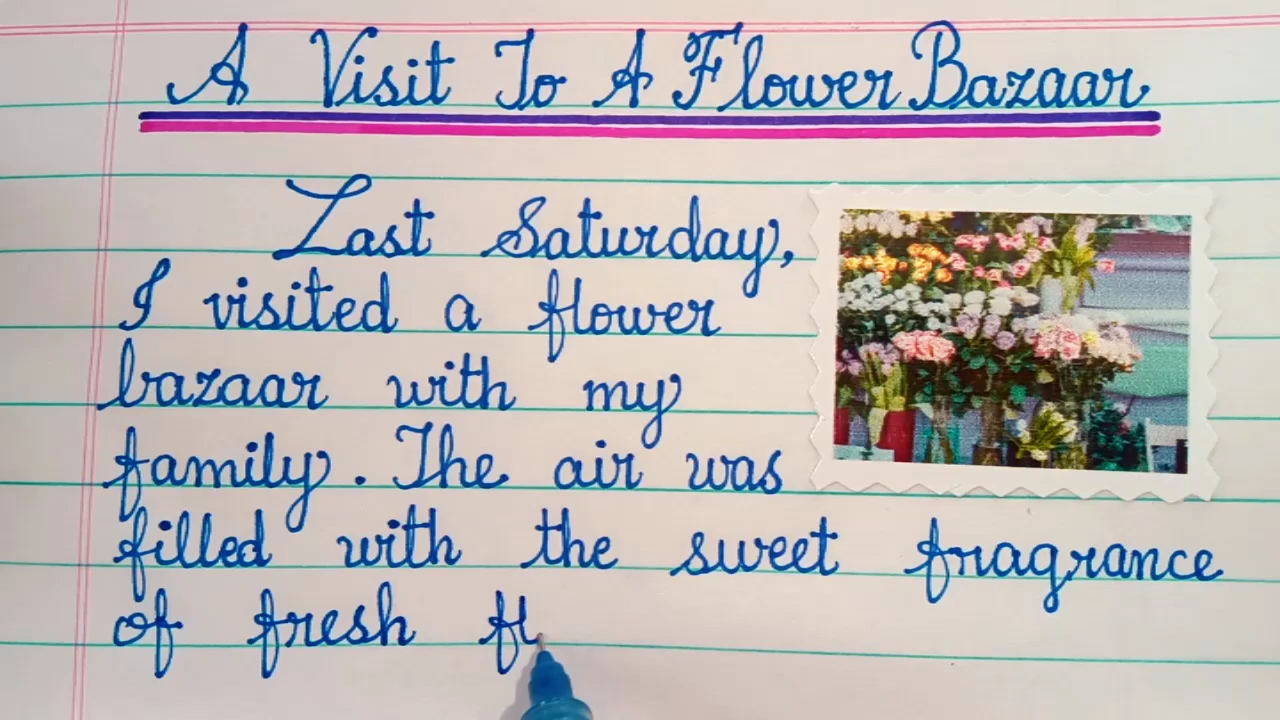 A Visit To A Flower Bazaar
Last Saturday,
I visited a flower
bazaar with my
family. The air was
filled with the sweet fragrance
of fresh fl